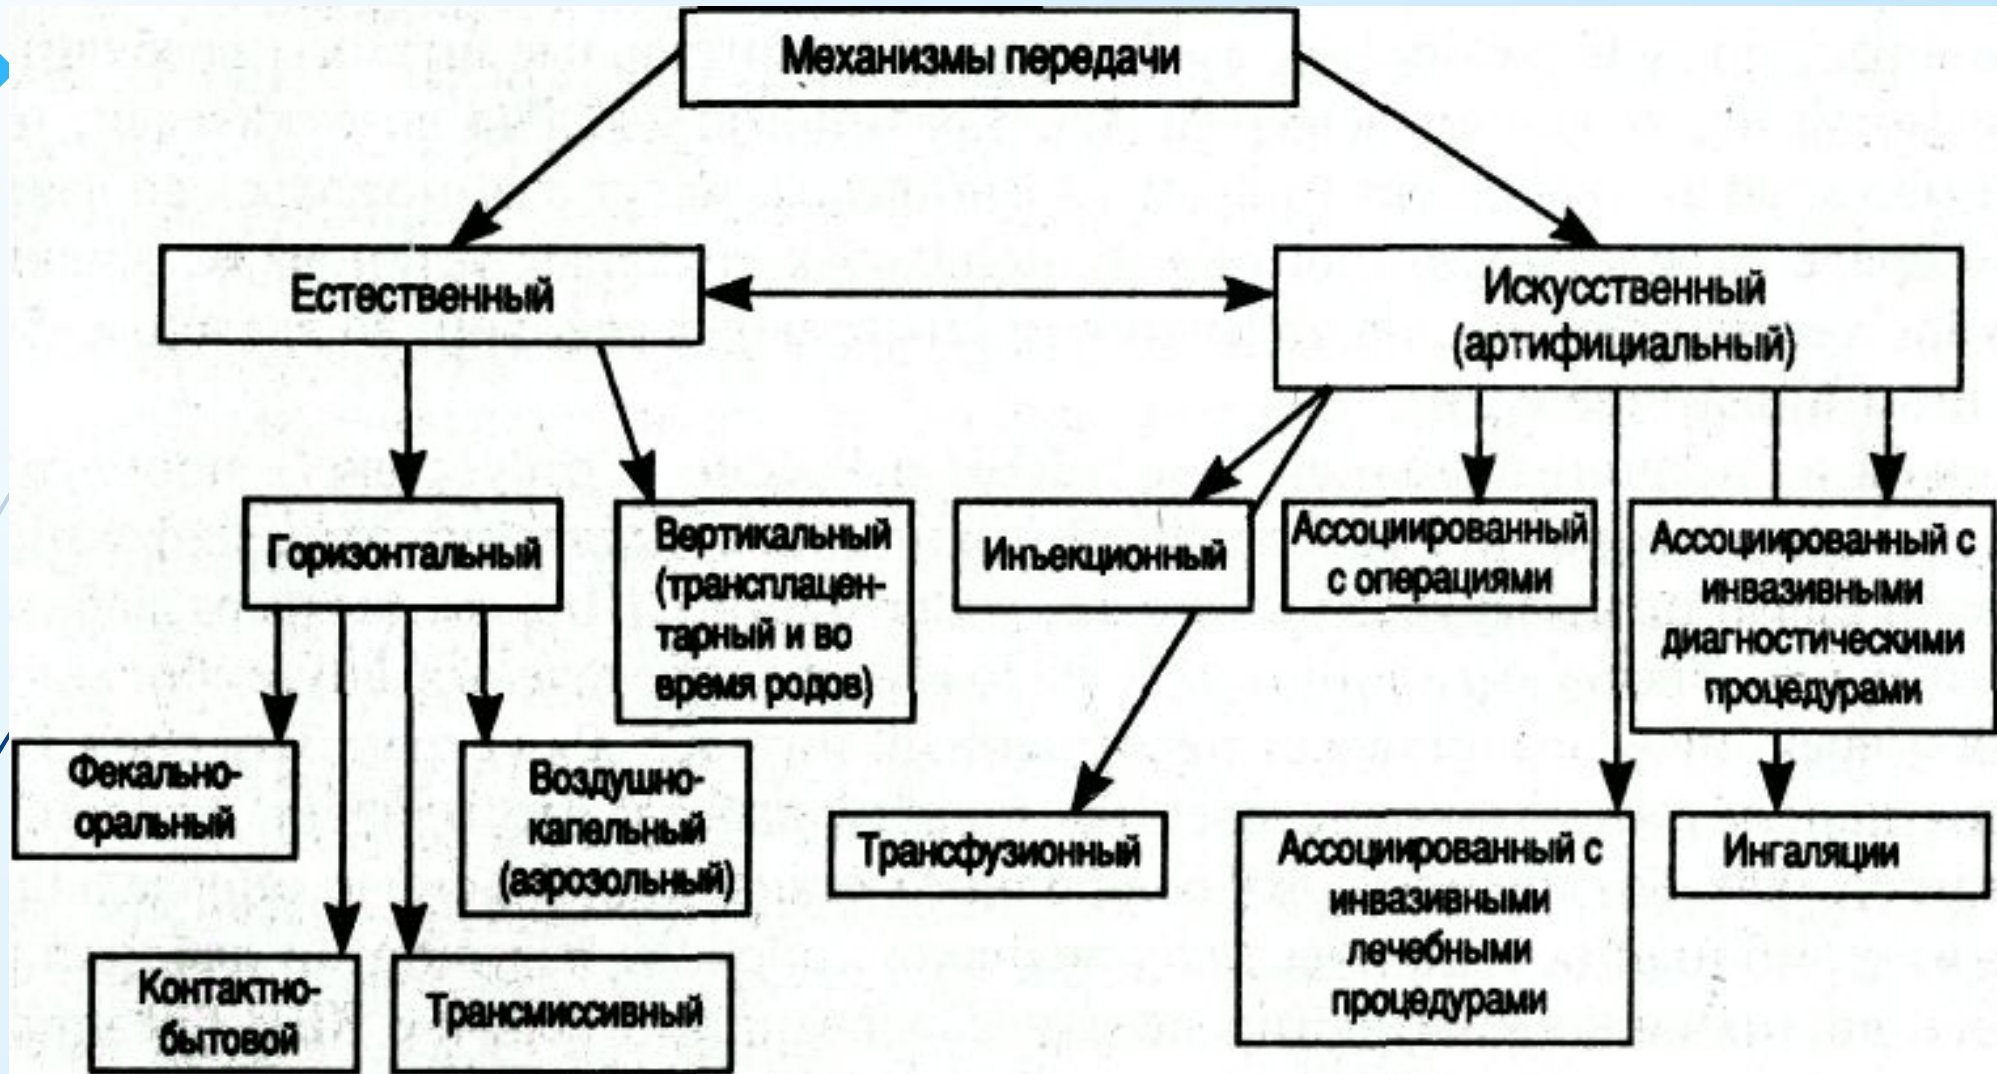 Механизмы передачи
Естественный
Искусственный
(артифициальный)
Горизонтальный
Вертикальный
(трансплацен-
тарный и во
время родов)
Инъекционный
Ассоциированный
с операциями
Ассоциированный с
инвазивными
диагностическими
процедурами
Фекально-
оральный
Воздушно-
капельный
(аэрозольный)
Трансфузионный
Ассоциированный с
инвазивными
лечебными
процедурами
Ингаляции
Контактно-
бытовой
Трансмиссивный